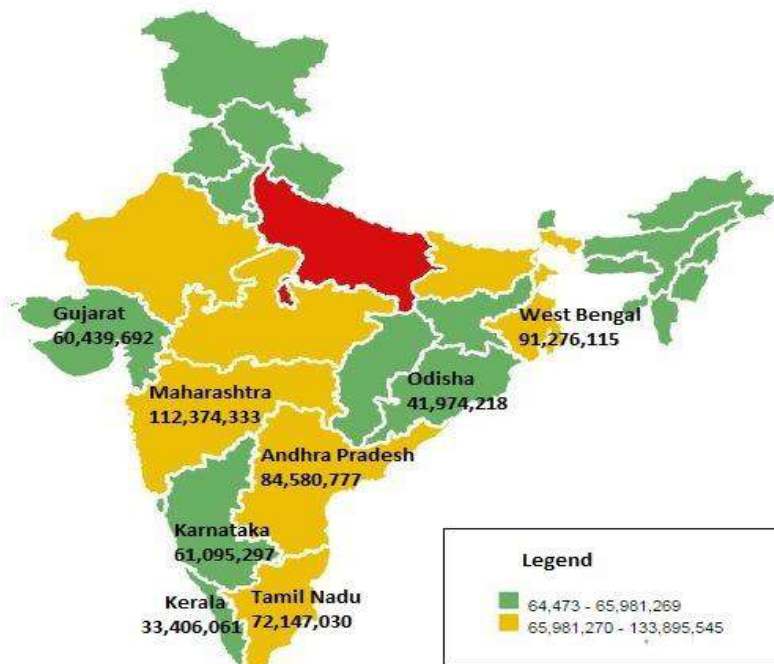 Gujarat
60,439,692
West Bengal
91,276,115
Maharashtra
112,374,333
Odisha
41,974,218
Andhra Pradesh
84,580,777
Karnataka
61,095,297
Kerala
33,406,061
Tamil Nadu
72,147,030
Legend
64,473 - 65,981,269
65,981,270 - 133,895,545